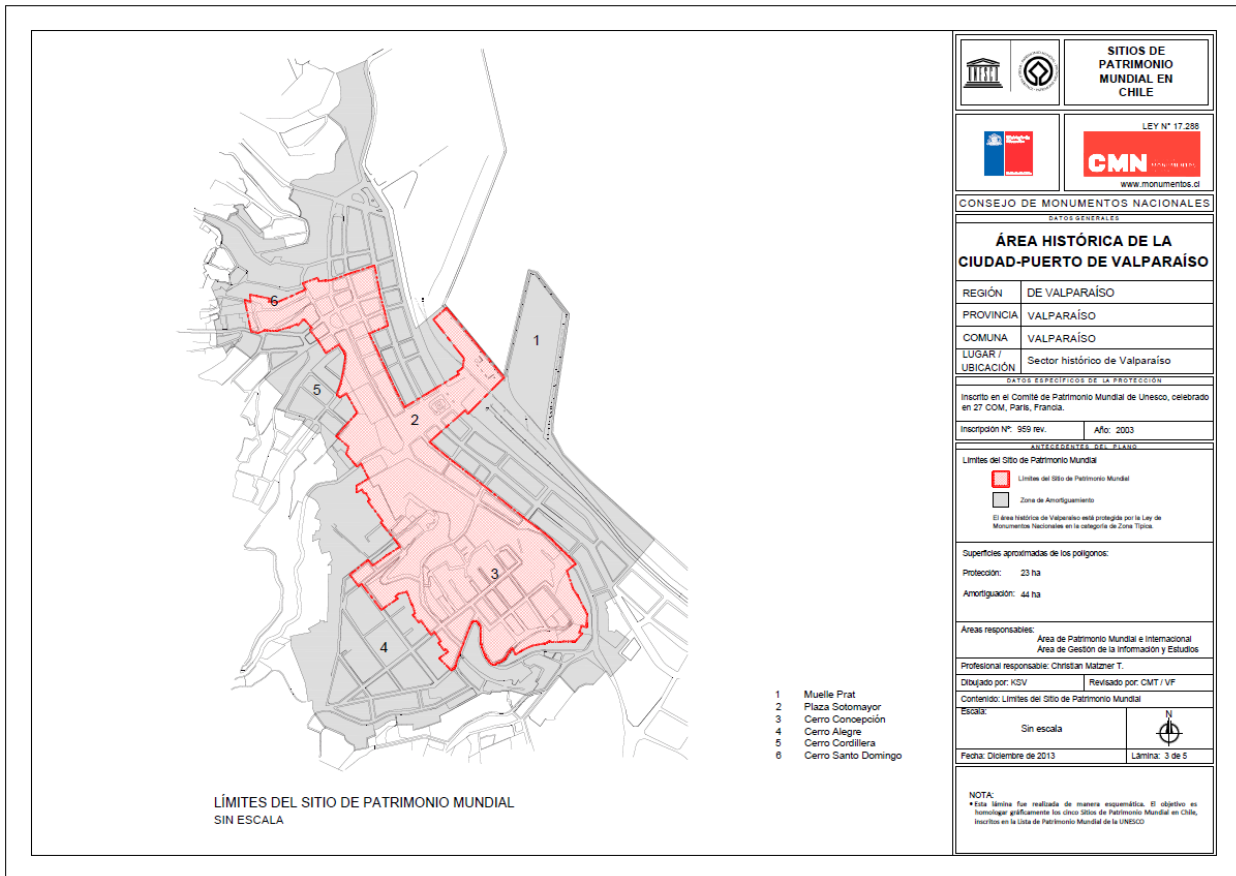 6
1
5
2
3
4
1 Muelle Prat
2 Plaza Sotomayor
3 Cerro Concepción
4 Cerro Alegre
5 Cerro Cordillera
6 Cerro Santo Domingo
LÍMITES DEL SITIO DE PATRIMONIO MUNDIAL
SIN ESCALA
UNESCO
SITIOS DE
PATRIMONIO
MUNDIAL EN
CHILE
LEY N° 17.288
CMN
www.monumentos.cl
CONSEJO DE MONUMENTOS NACIONALES
DATOS GENERALES
ÁREA HISTÓRICA DE LA
CIUDAD-PUERTO DE VALPARAÍSO
REGIÓN DE VALPARAÍSO
PROVINCIA VALPARAÍSO
COMUNA VALPARAÍSO
LUGAR /
UBICACIÓN Sector histórico de Valparaíso
DATOS ESPECÍFICOS DE LA PROTECCIÓN
Inscrito en el Comité de Patrimonio Mundial de Unesco, celebrado
en 27 COM, Paris, Francia.
Inscripción N°: 959 rev. Año: 2003
ANTECEDENTES DEL PLANO
Límites del Sitio de Patrimonio Mundial
Límites del Sitio de Patrimonio Mundial
Zona de Amortiguamiento
El área histórica de Valparaíso está protegida por la Ley de
Monumentos Nacionales en la categoría de Zona Típica.
Superficies aproximadas de los polígonos:
Protección: 23 ha
Amortiguación: 44 ha
Áreas responsables:
Área de Patrimonio Mundial e Internacional
Área de Gestión de la Información y Estudios
Profesional responsable: Christian Matzner T.
Dibujado por: KSV Revisado por: CMT / VF
Contenido: Límites del Sitio de Patrimonio Mundial
Escala:
Sin escala
N
Fecha: Diciembre de 2013 Lámina: 3 de 5
NOTA:
• Esta lámina fue realizada de manera esquemática. El objetivo es
homologar gráficamente los cinco Sitios de Patrimonio Mundial en Chile,
inscritos en la Lista de Patrimonio Mundial de la UNESCO